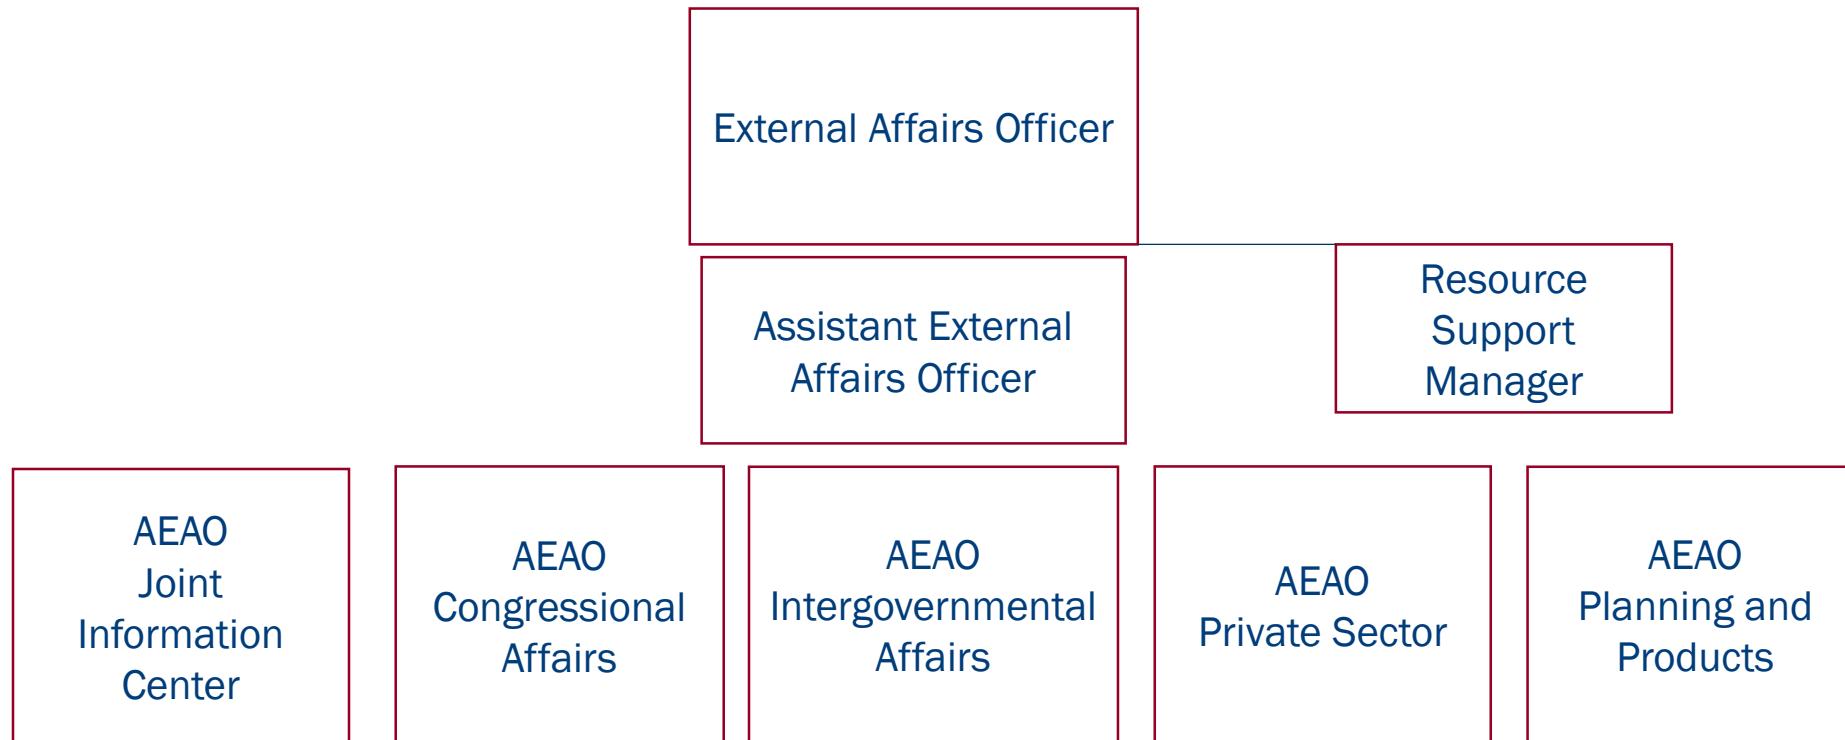 External Affairs Officer
Assistant External
Affairs Officer
Resource
Support
Manager
AEAO
Joint
Information
Center
AEAO
Congressional
Affairs
AEAO
Intergovernmental
Affairs
AEAO
Private Sector
AEAO
Planning and
Products